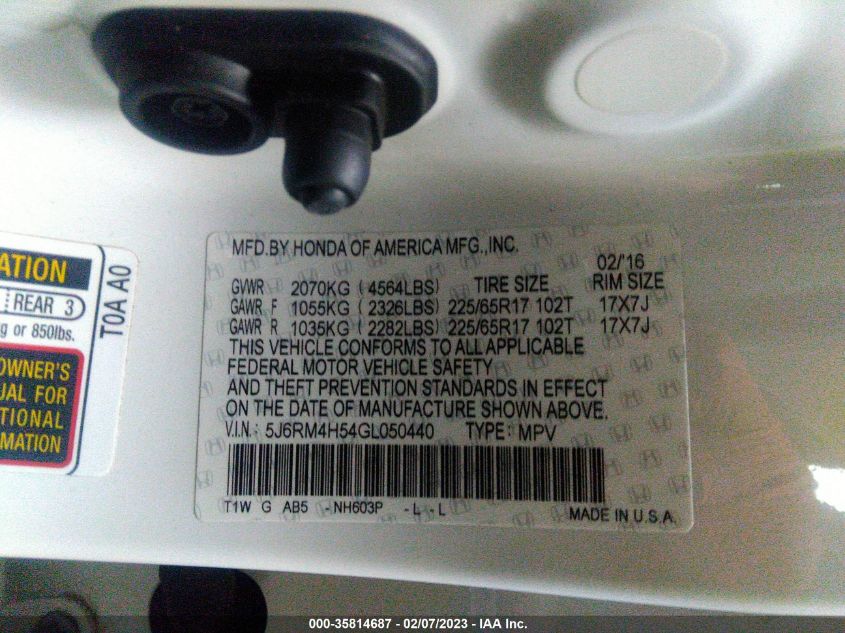 MFD.BY HONDA OF AMERICA MFG.,INC.
02/'16
GVWR 2070KG ( 4564LBS) TIRE SIZE RIM SIZE
GAWR F 1055KG ( 2326LBS) 225/65R17 102T 17X7J
GAWR R 1035KG ( 2282LBS) 225/65R17 102T 17X7J
THIS VEHICLE CONFORMS TO ALL APPLICABLE
FEDERAL MOTOR VEHICLE SAFETY
AND THEFT PREVENTION STANDARDS IN EFFECT
ON THE DATE OF MANUFACTURE SHOWN ABOVE.
V.I.N.: 5J6RM4H54GL050440 TYPE: MPV
T1W G AB5 -NH603P -L -L
MADE IN U.S.A.
ATION
REAR 3
g or 850lbs.
T0A A0
OWNER'S
UAL FOR
TIONAL
MATION
000-35814687 - 02/07/2023 - IAA Inc.